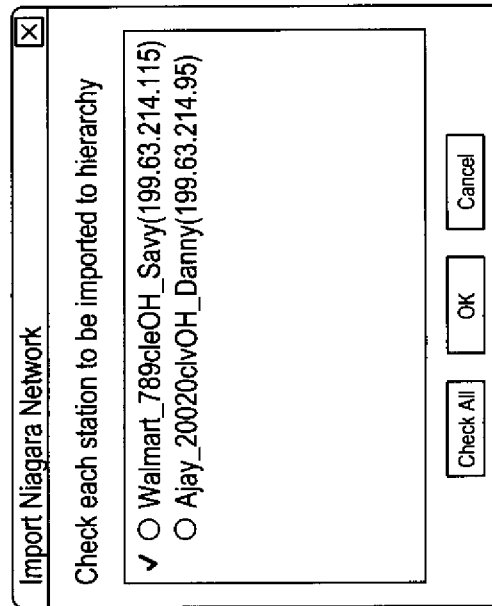 Import Niagara Network
Check each station to be imported to hierarchy
✓ ○ Walmart_789cleOH_Savy(199.63.214.115)
○ Ajay_20020clvOH_Danny(199.63.214.95)
Check All
OK
Cancel